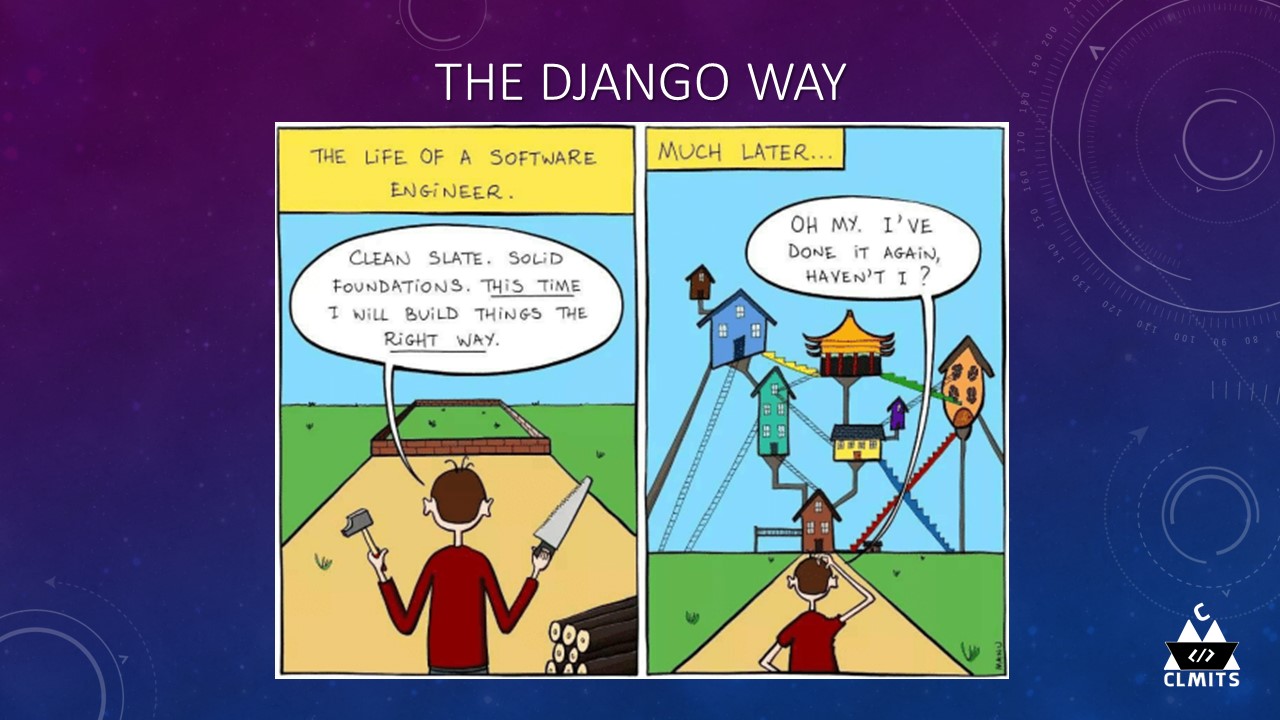 THE DJANGO WAY
THE LiFE OF A SOFTWARE
ENGiNEER.
CLEAN SLATE. SOLiD
FOUNDATiONS. THiS TiME
I WiLL BUiLD THiNGS THE
RiGHT WAY.
MUCH LATER...
OH MY. I'VE
DONE iT AGAiN,
HAVEN'T I ?
MANU
C
</>
CLMITS